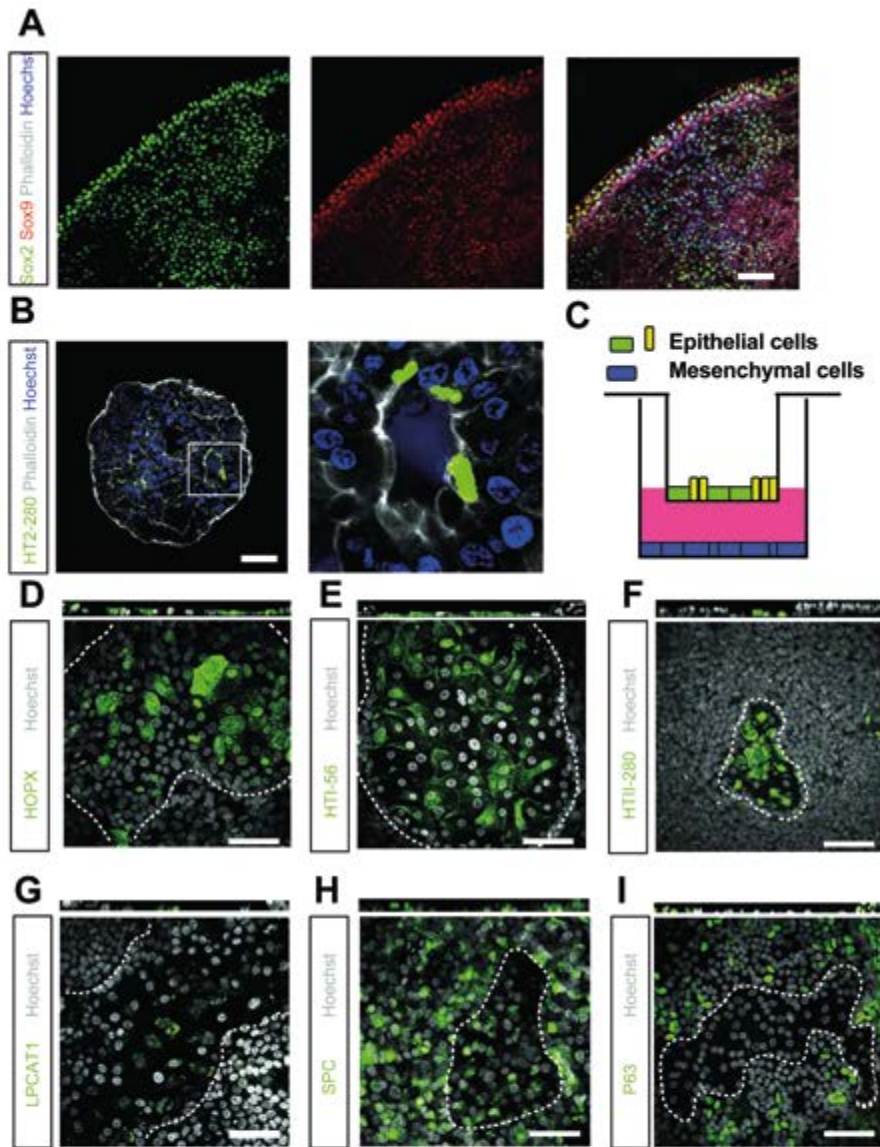 A
Sox2 Sox9 Phalloidin Hoechst
B
HT2-280 Phalloidin Hoechst
C
Epithelial cells
Mesenchymal cells
D
HOPX Hoechst
E
HTI-56 Hoechst
F
HTII-280 Hoechst
G
LPCAT1 Hoechst
H
SPC Hoechst
I
P63 Hoechst